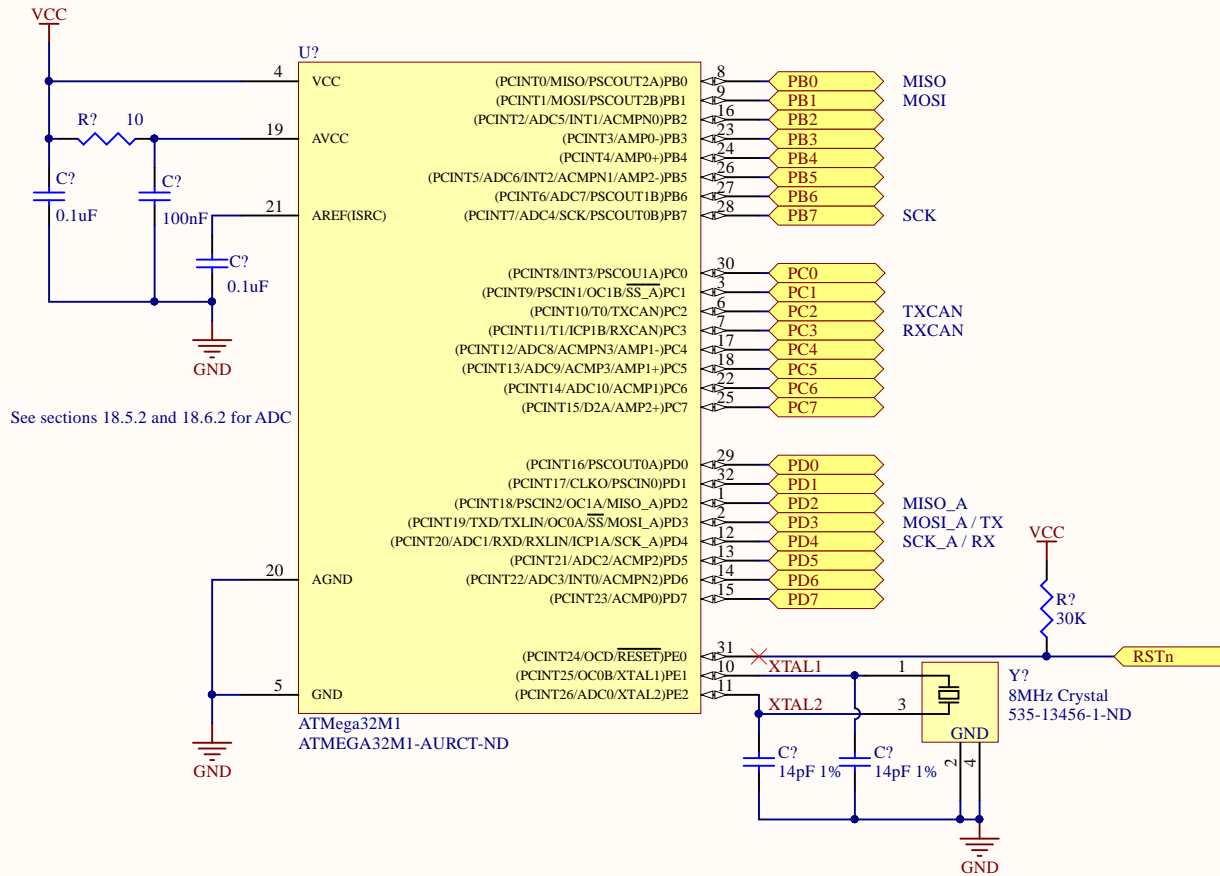 VCC
U?
4 VCC
R? 10
19 AVCC
C?
0.1uF
C?
100nF
21 AREF(ISRC)
C?
0.1uF
GND
See sections 18.5.2 and 18.6.2 for ADC
20 AGND
5 GND
GND
(PCINT0/MISO/PSCOUT2A)PB0 8 PB0 MISO
(PCINT1/MOSI/PSCOUT2B)PB1 9 PB1 MOSI
(PCINT2/ADC5/INT1/ACMPN0)PB2 16 PB2
(PCINT3/AMP0-)PB3 23 PB3
(PCINT4/AMP0+)PB4 24 PB4
(PCINT5/ADC6/INT2/ACMPN1/AMP2-)PB5 26 PB5
(PCINT6/ADC7/PSCOUT1B)PB6 27 PB6
(PCINT7/ADC4/SCK/PSCOUT0B)PB7 28 PB7 SCK
(PCINT8/INT3/PSCOU1A)PC0 30 PC0
(PCINT9/PSCIN1/OC1B/SS_A)PC1 3 PC1
(PCINT10/T0/TXCAN)PC2 6 PC2 TXCAN
(PCINT11/T1/ICP1B/RXCAN)PC3 7 PC3 RXCAN
(PCINT12/ADC8/ACMPN3/AMP1-)PC4 17 PC4
(PCINT13/ADC9/ACMP3/AMP1+)PC5 18 PC5
(PCINT14/ADC10/ACMP1)PC6 22 PC6
(PCINT15/D2A/AMP2+)PC7 25 PC7
(PCINT16/PSCOUT0A)PD0 29 PD0
(PCINT17/CLKO/PSCIN0)PD1 32 PD1
(PCINT18/PSCIN2/OC1A/MISO_A)PD2 1 PD2 MISO_A
(PCINT19/TXD/TXLIN/OC0A/SS/MOSI_A)PD3 2 PD3 MOSI_A / TX
(PCINT20/ADC1/RXD/RXLIN/ICP1A/SCK_A)PD4 12 PD4 SCK_A / RX
(PCINT21/ADC2/ACMP2)PD5 13 PD5
(PCINT22/ADC3/INT0/ACMPN2)PD6 14 PD6
(PCINT23/ACMP0)PD7 15 PD7
(PCINT24/OCD/RESET)PE0 31
(PCINT25/OC0B/XTAL1)PE1 10 XTAL1 1
(PCINT26/ADC0/XTAL2)PE2 11 XTAL2 3
ATMega32M1
ATMEGA32M1-AURCT-ND
VCC
R?
30K
RSTn
Y?
8MHz Crystal
535-13456-1-ND
GND
2 4
C?
14pF 1%
C?
14pF 1%
GND